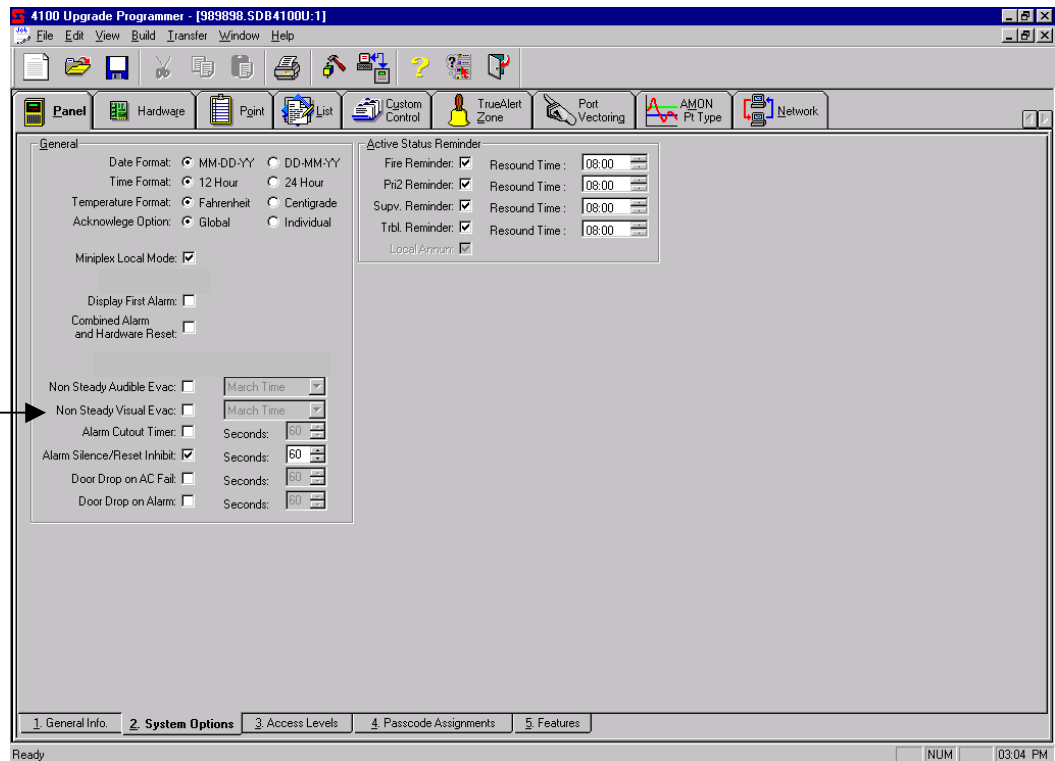 4100 Upgrade Programmer - [989898.SDB4100U:1]
File Edit View Build Transfer Window Help
Panel Hardware Point List Custom Control TrueAlert Zone Port Vectoring AMON Pt Type Network
General
Date Format: MM-DD-YY DD-MM-YY
Time Format: 12 Hour 24 Hour
Temperature Format: Fahrenheit Centigrade
Acknowlege Option: Global Individual
Miniplex Local Mode:
Display First Alarm:
Combined Alarm
and Hardware Reset:
Non Steady Audible Evac: March Time
Non Steady Visual Evac: March Time
Alarm Cutout Timer: Seconds: 60
Alarm Silence/Reset Inhibit: Seconds: 60
Door Drop on AC Fail: Seconds: 60
Door Drop on Alarm: Seconds: 60
Active Status Reminder
Fire Reminder: Resound Time : 08:00
Pri2 Reminder: Resound Time : 08:00
Supv. Reminder: Resound Time : 08:00
Trbl. Reminder: Resound Time : 08:00
Local Annun:
1. General Info. 2. System Options 3. Access Levels 4. Passcode Assignments 5. Features
Ready NUM 03:04 PM